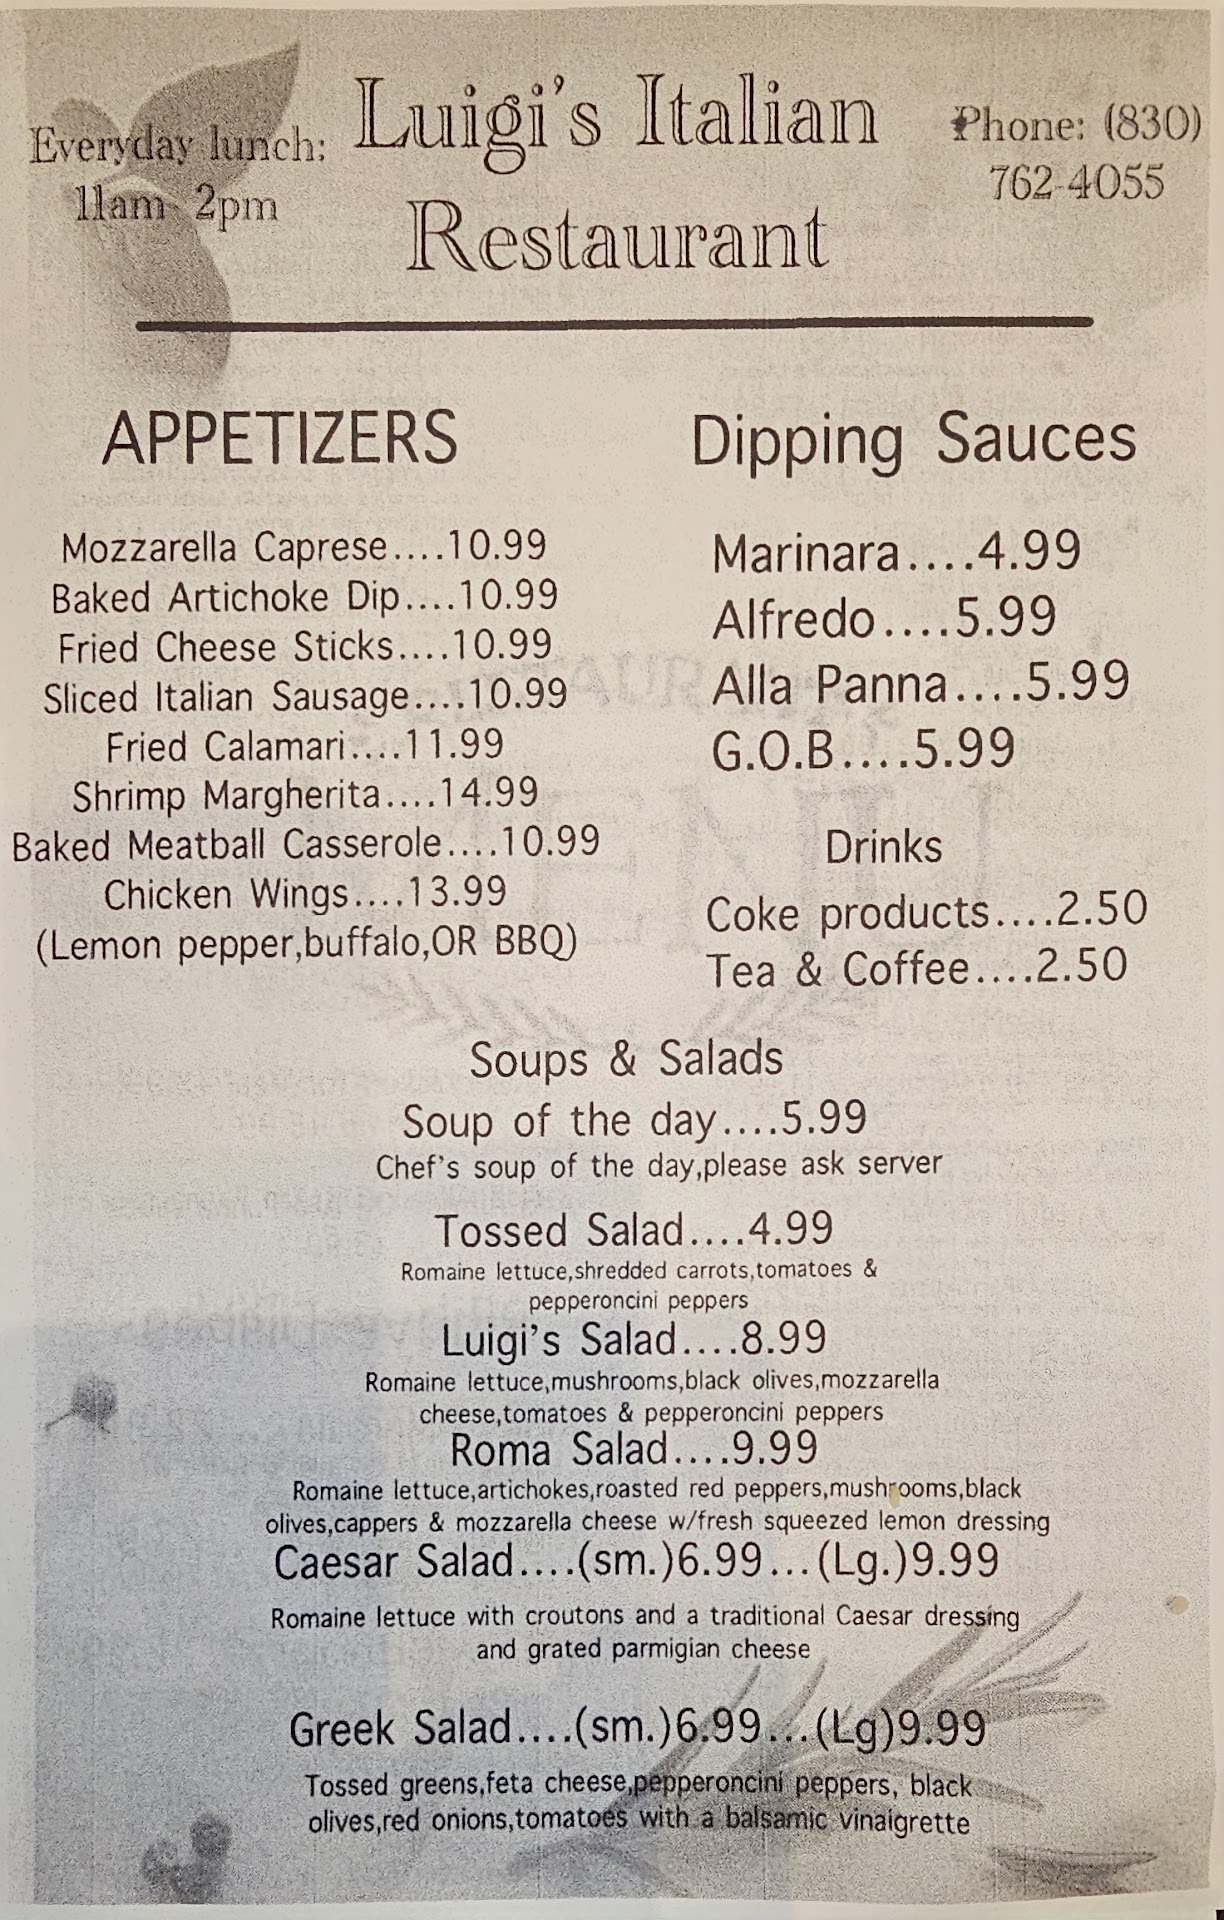 Everyday lunch:
11am- 2pm
Luigi's Italian
Restaurant
Phone: (830)
762-4055
APPETIZERS
Mozzarella Caprese....10.99
Baked Artichoke Dip....10.99
Fried Cheese Sticks....10.99
Sliced Italian Sausage....10.99
Fried Calamari....11.99
Shrimp Margherita....14.99
Baked Meatball Casserole....10.99
Chicken Wings....13.99
(Lemon pepper,buffalo,OR BBQ)
Dipping Sauces
Marinara....4.99
Alfredo....5.99
Alla Panna....5.99
G.O.B....5.99
Drinks
Coke products....2.50
Tea & Coffee....2.50
Soups & Salads
Soup of the day....5.99
Chef's soup of the day,please ask server
Tossed Salad....4.99
Romaine lettuce,shredded carrots,tomatoes &
pepperoncini peppers
Luigi's Salad....8.99
Romaine lettuce,mushrooms,black olives,mozzarella
cheese,tomatoes & pepperoncini peppers
Roma Salad....9.99
Romaine lettuce,artichokes,roasted red peppers,mushrooms,black
olives,cappers & mozzarella cheese w/fresh squeezed lemon dressing
Caesar Salad....(sm.)6.99...(Lg.)9.99
Romaine lettuce with croutons and a traditional Caesar dressing
and grated parmigian cheese
Greek Salad....(sm.)6.99...(Lg)9.99
Tossed greens,feta cheese,pepperoncini peppers, black
olives,red onions,tomatoes with a balsamic vinaigrette